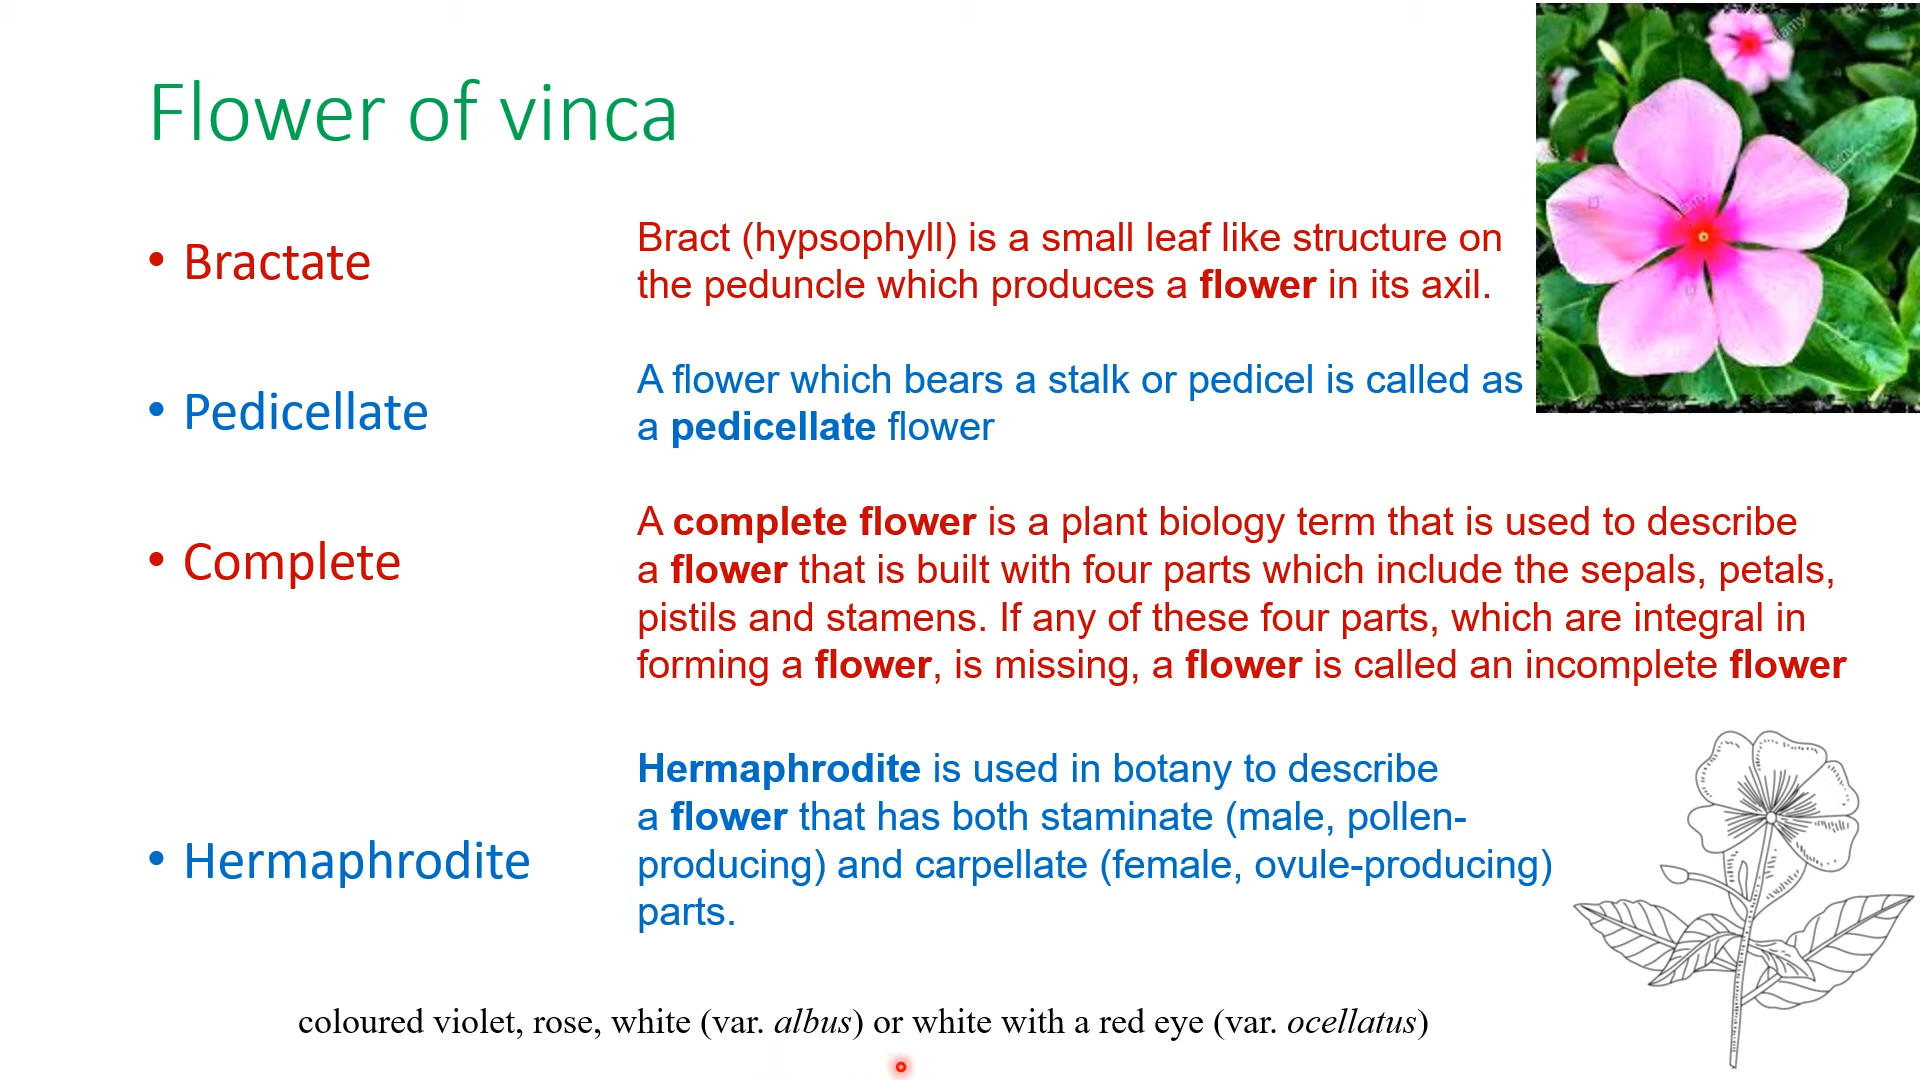 Flower of vinca
• Bractate
Bract (hypsophyll) is a small leaf like structure on
the peduncle which produces a flower in its axil.
• Pedicellate
A flower which bears a stalk or pedicel is called as
a pedicellate flower
• Complete
A complete flower is a plant biology term that is used to describe
a flower that is built with four parts which include the sepals, petals,
pistils and stamens. If any of these four parts, which are integral in
forming a flower, is missing, a flower is called an incomplete flower
• Hermaphrodite
Hermaphrodite is used in botany to describe
a flower that has both staminate (male, pollen-
producing) and carpellate (female, ovule-producing)
parts.
coloured violet, rose, white (var. albus) or white with a red eye (var. ocellatus)
alamy